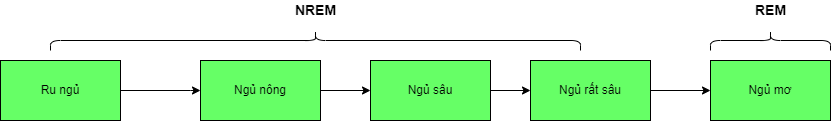 NREM
REM
Ru ngủ
Ngủ nông
Ngủ sâu
Ngủ rất sâu
Ngủ mơ